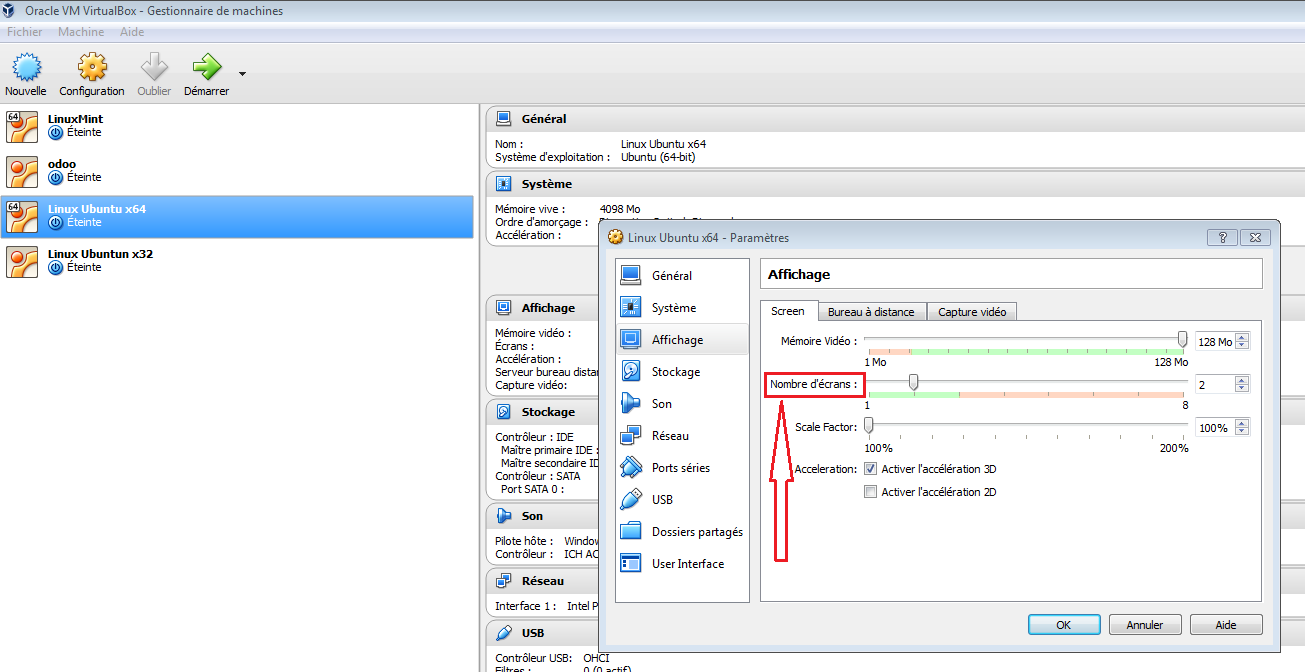 Oracle VM VirtualBox - Gestionnaire de machines
Fichier Machine Aide
Nouvelle Configuration Oublier Démarrer
64
LinuxMint
Éteinte
odoo
Éteinte
64
Linux Ubuntu x64
Éteinte
Linux Ubuntun x32
Éteinte
Général
Nom : Linux Ubuntu x64
Système d'exploitation : Ubuntu (64-bit)
Système
Mémoire vive : 4098 Mo
Ordre d'amorçage :
Accélération :
Affichage
Mémoire vidéo :
Écrans :
Accélération :
Serveur bureau distan
Capture vidéo:
Stockage
Contrôleur : IDE
Maître primaire IDE :
Maître secondaire ID
Contrôleur : SATA
Port SATA 0 :
Son
Pilote hôte : Window
Contrôleur : ICH AC
Réseau
Interface 1 : Intel P
USB
Contrôleur USB: OHCI
Filtres : 0 (0 actif)
Linux Ubuntu x64 - Paramètres
?
Général
Système
Affichage
Stockage
Son
Réseau
Ports séries
USB
Dossiers partagés
User Interface
Affichage
Screen Bureau à distance Capture vidéo
Mémoire Vidéo : 128 Mo
1 Mo 128 Mo
Nombre d'écrans : 2
1 8
Scale Factor: 100%
100% 200%
Acceleration: Activer l'accélération 3D
Activer l'accélération 2D
OK Annuler Aide